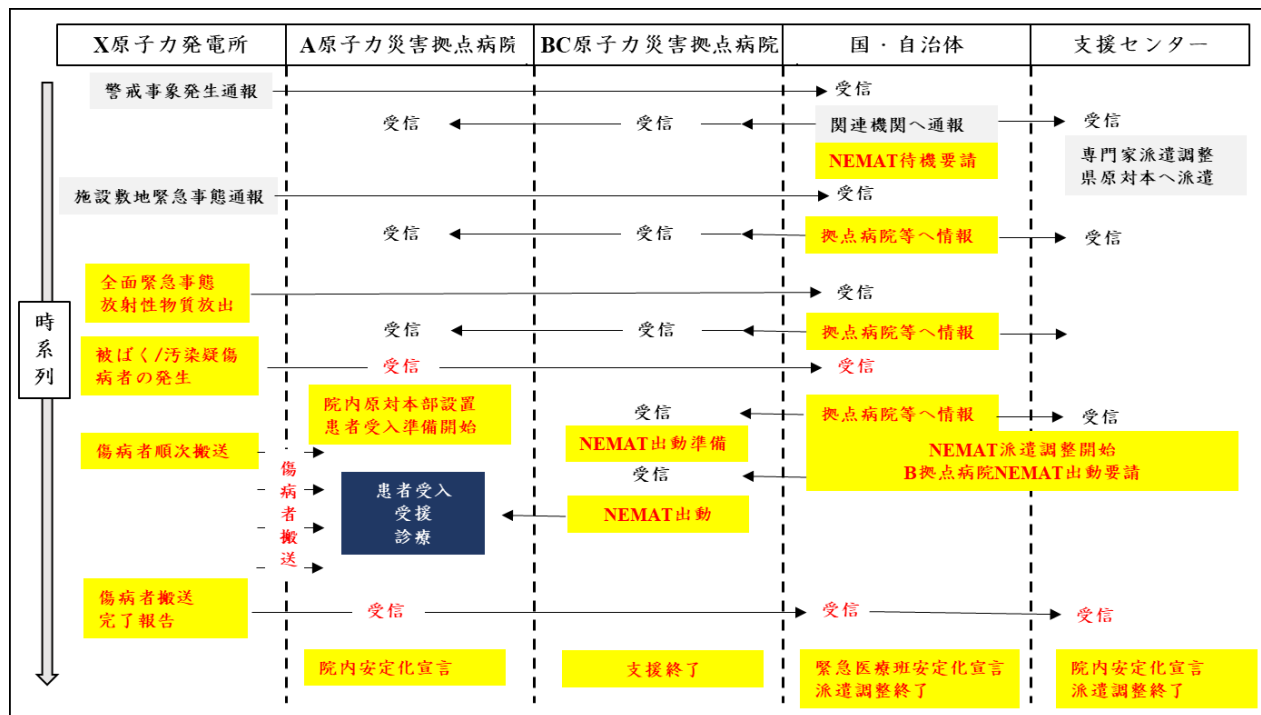 X原子力発電所
A原子力災害拠点病院
BC原子力災害拠点病院
国・自治体
支援センター
時系列
警戒事象発生通報
受信
受信
受信
関連機関へ通報
受信
NEMAT待機要請
専門家派遣調整
県原対本へ派遣
施設敷地緊急事態通報
受信
受信
受信
拠点病院等へ情報
受信
全面緊急事態
放射性物質放出
受信
受信
受信
拠点病院等へ情報
被ばく/汚染疑傷
病者の発生
受信
受信
院内原対本部設置
患者受入準備開始
受信
拠点病院等へ情報
受信
傷病者順次搬送
NEMAT出動準備
NEMAT派遣調整開始
B拠点病院NEMAT出動要請
受信
傷病者搬送
患者受入
受援
診療
NEMAT出動
傷病者搬送
完了報告
受信
受信
受信
院内安定化宣言
支援終了
緊急医療班安定化宣言
派遣調整終了
院内安定化宣言
派遣調整終了